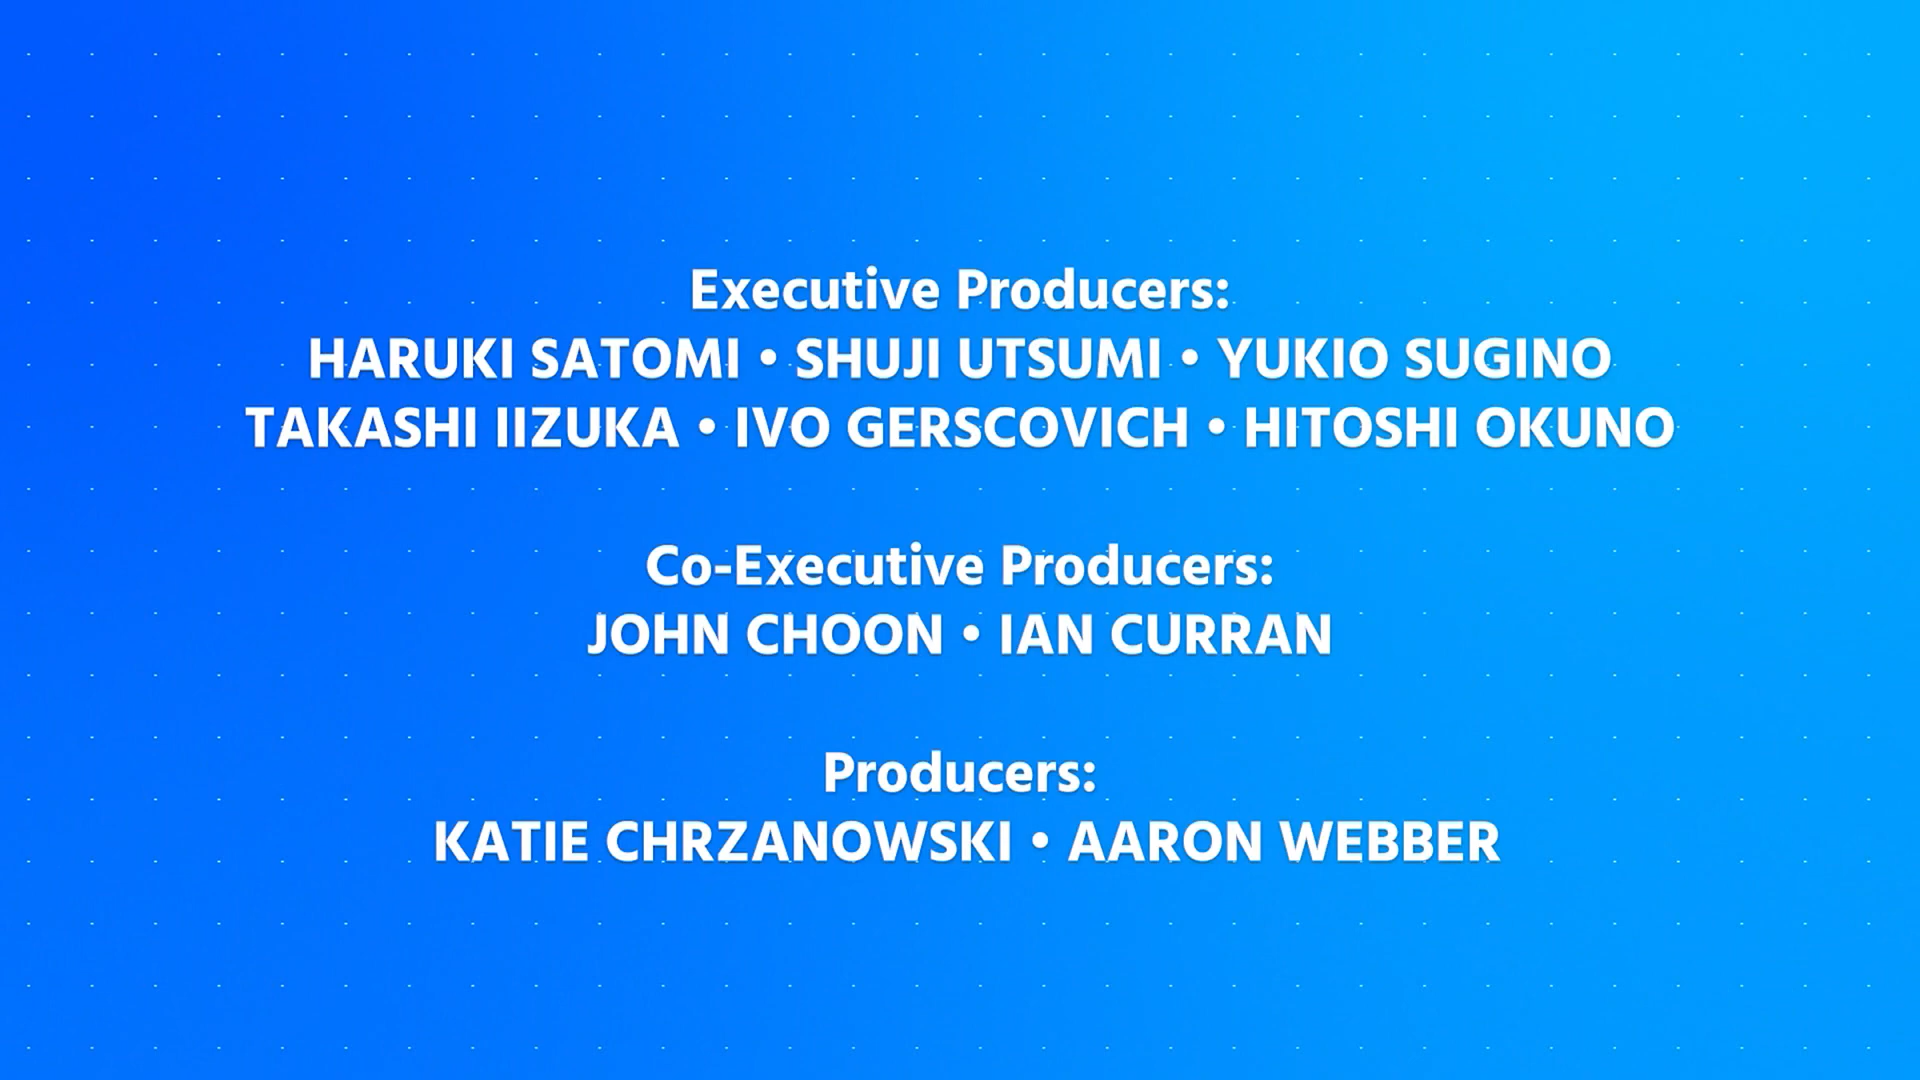 Executive Producers:
HARUKI SATOMI • SHUJI UTSUMI • YUKIO SUGINO
TAKASHI IIZUKA • IVO GERSCOVICH • HITOSHI OKUNO
Co-Executive Producers:
JOHN CHOON • IAN CURRAN
Producers:
KATIE CHRZANOWSKI • AARON WEBBER